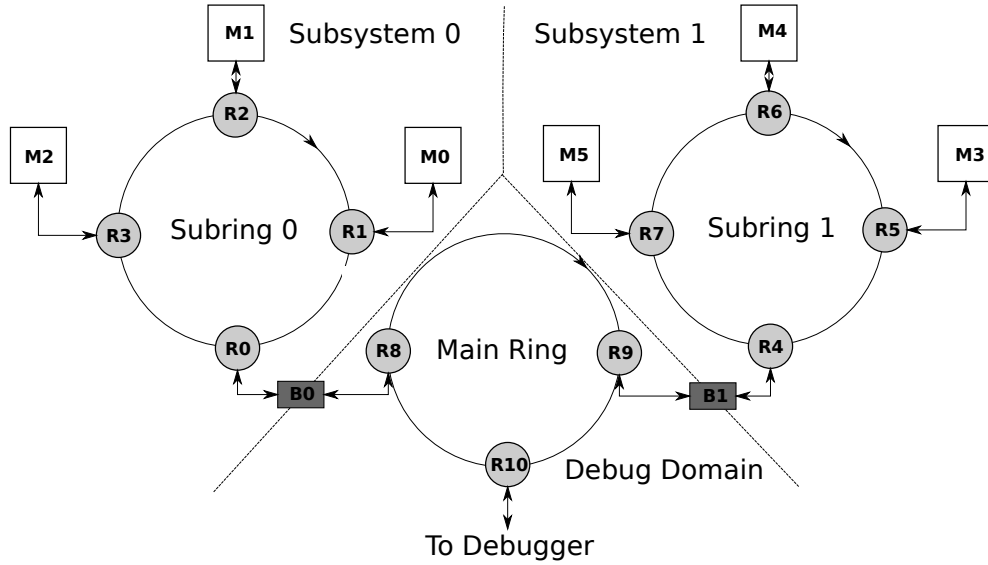 M1
Subsystem 0
Subsystem 1
M4
R2
R6
M2
M0
M5
M3
R3
Subring 0
R1
R7
Subring 1
R5
R0
R8
Main Ring
R9
R4
B0
B1
R10
Debug Domain
To Debugger